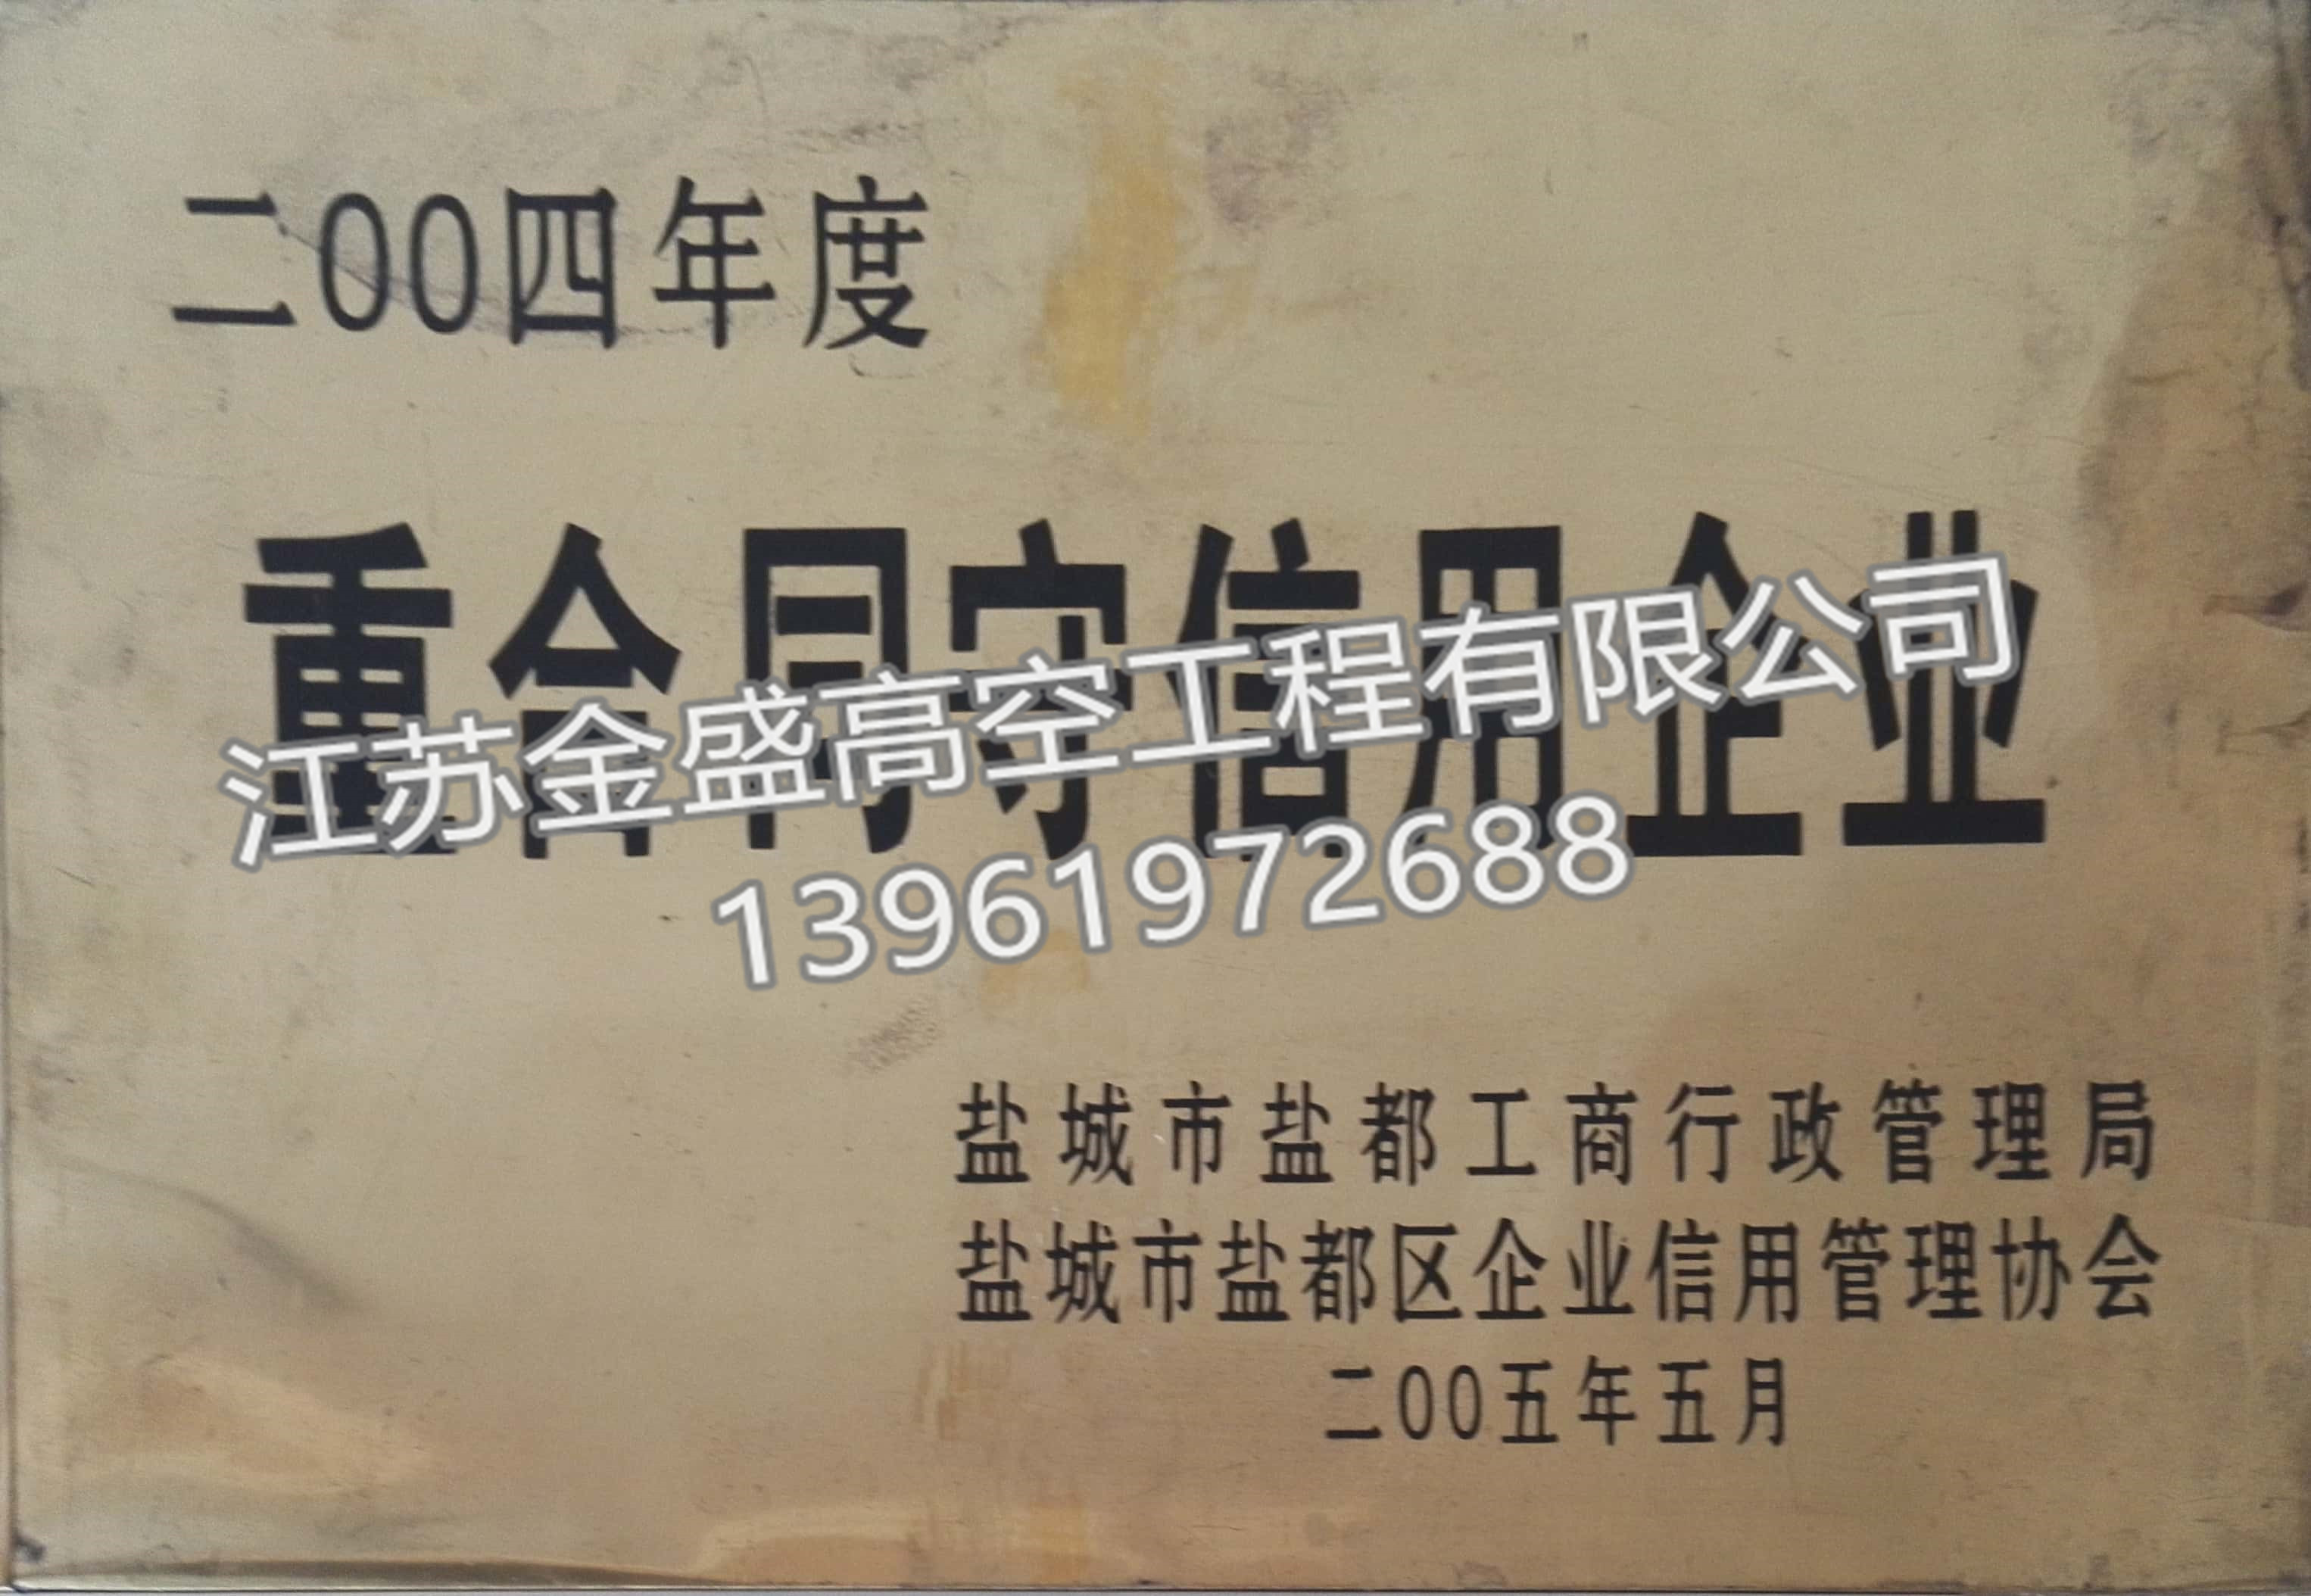 二00四年度
重合同守信用企业
江苏金盛高空工程有限公司
13961972688
盐城市盐都工商行政管理局
盐城市盐都区企业信用管理协会
二00五年五月